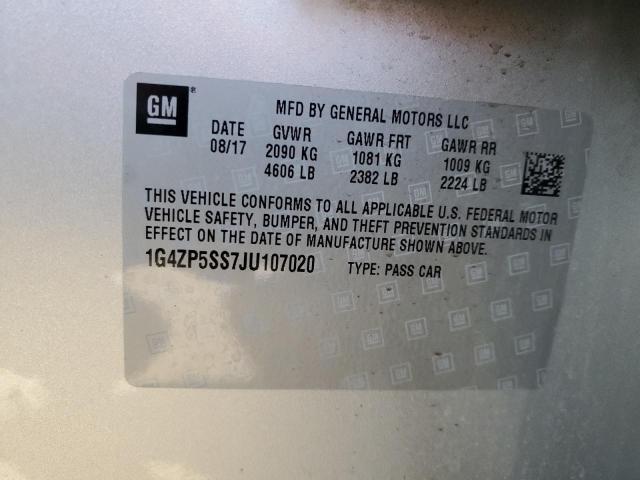 GM
MFD BY GENERAL MOTORS LLC
DATE GVWR GAWR FRT GAWR RR
08/17 2090 KG 1081 KG 1009 KG
4606 LB 2382 LB 2224 LB
THIS VEHICLE CONFORMS TO ALL APPLICABLE U.S. FEDERAL MOTOR
VEHICLE SAFETY, BUMPER, AND THEFT PREVENTION STANDARDS IN
EFFECT ON THE DATE OF MANUFACTURE SHOWN ABOVE.
1G4ZP5SS7JU107020 TYPE: PASS CAR